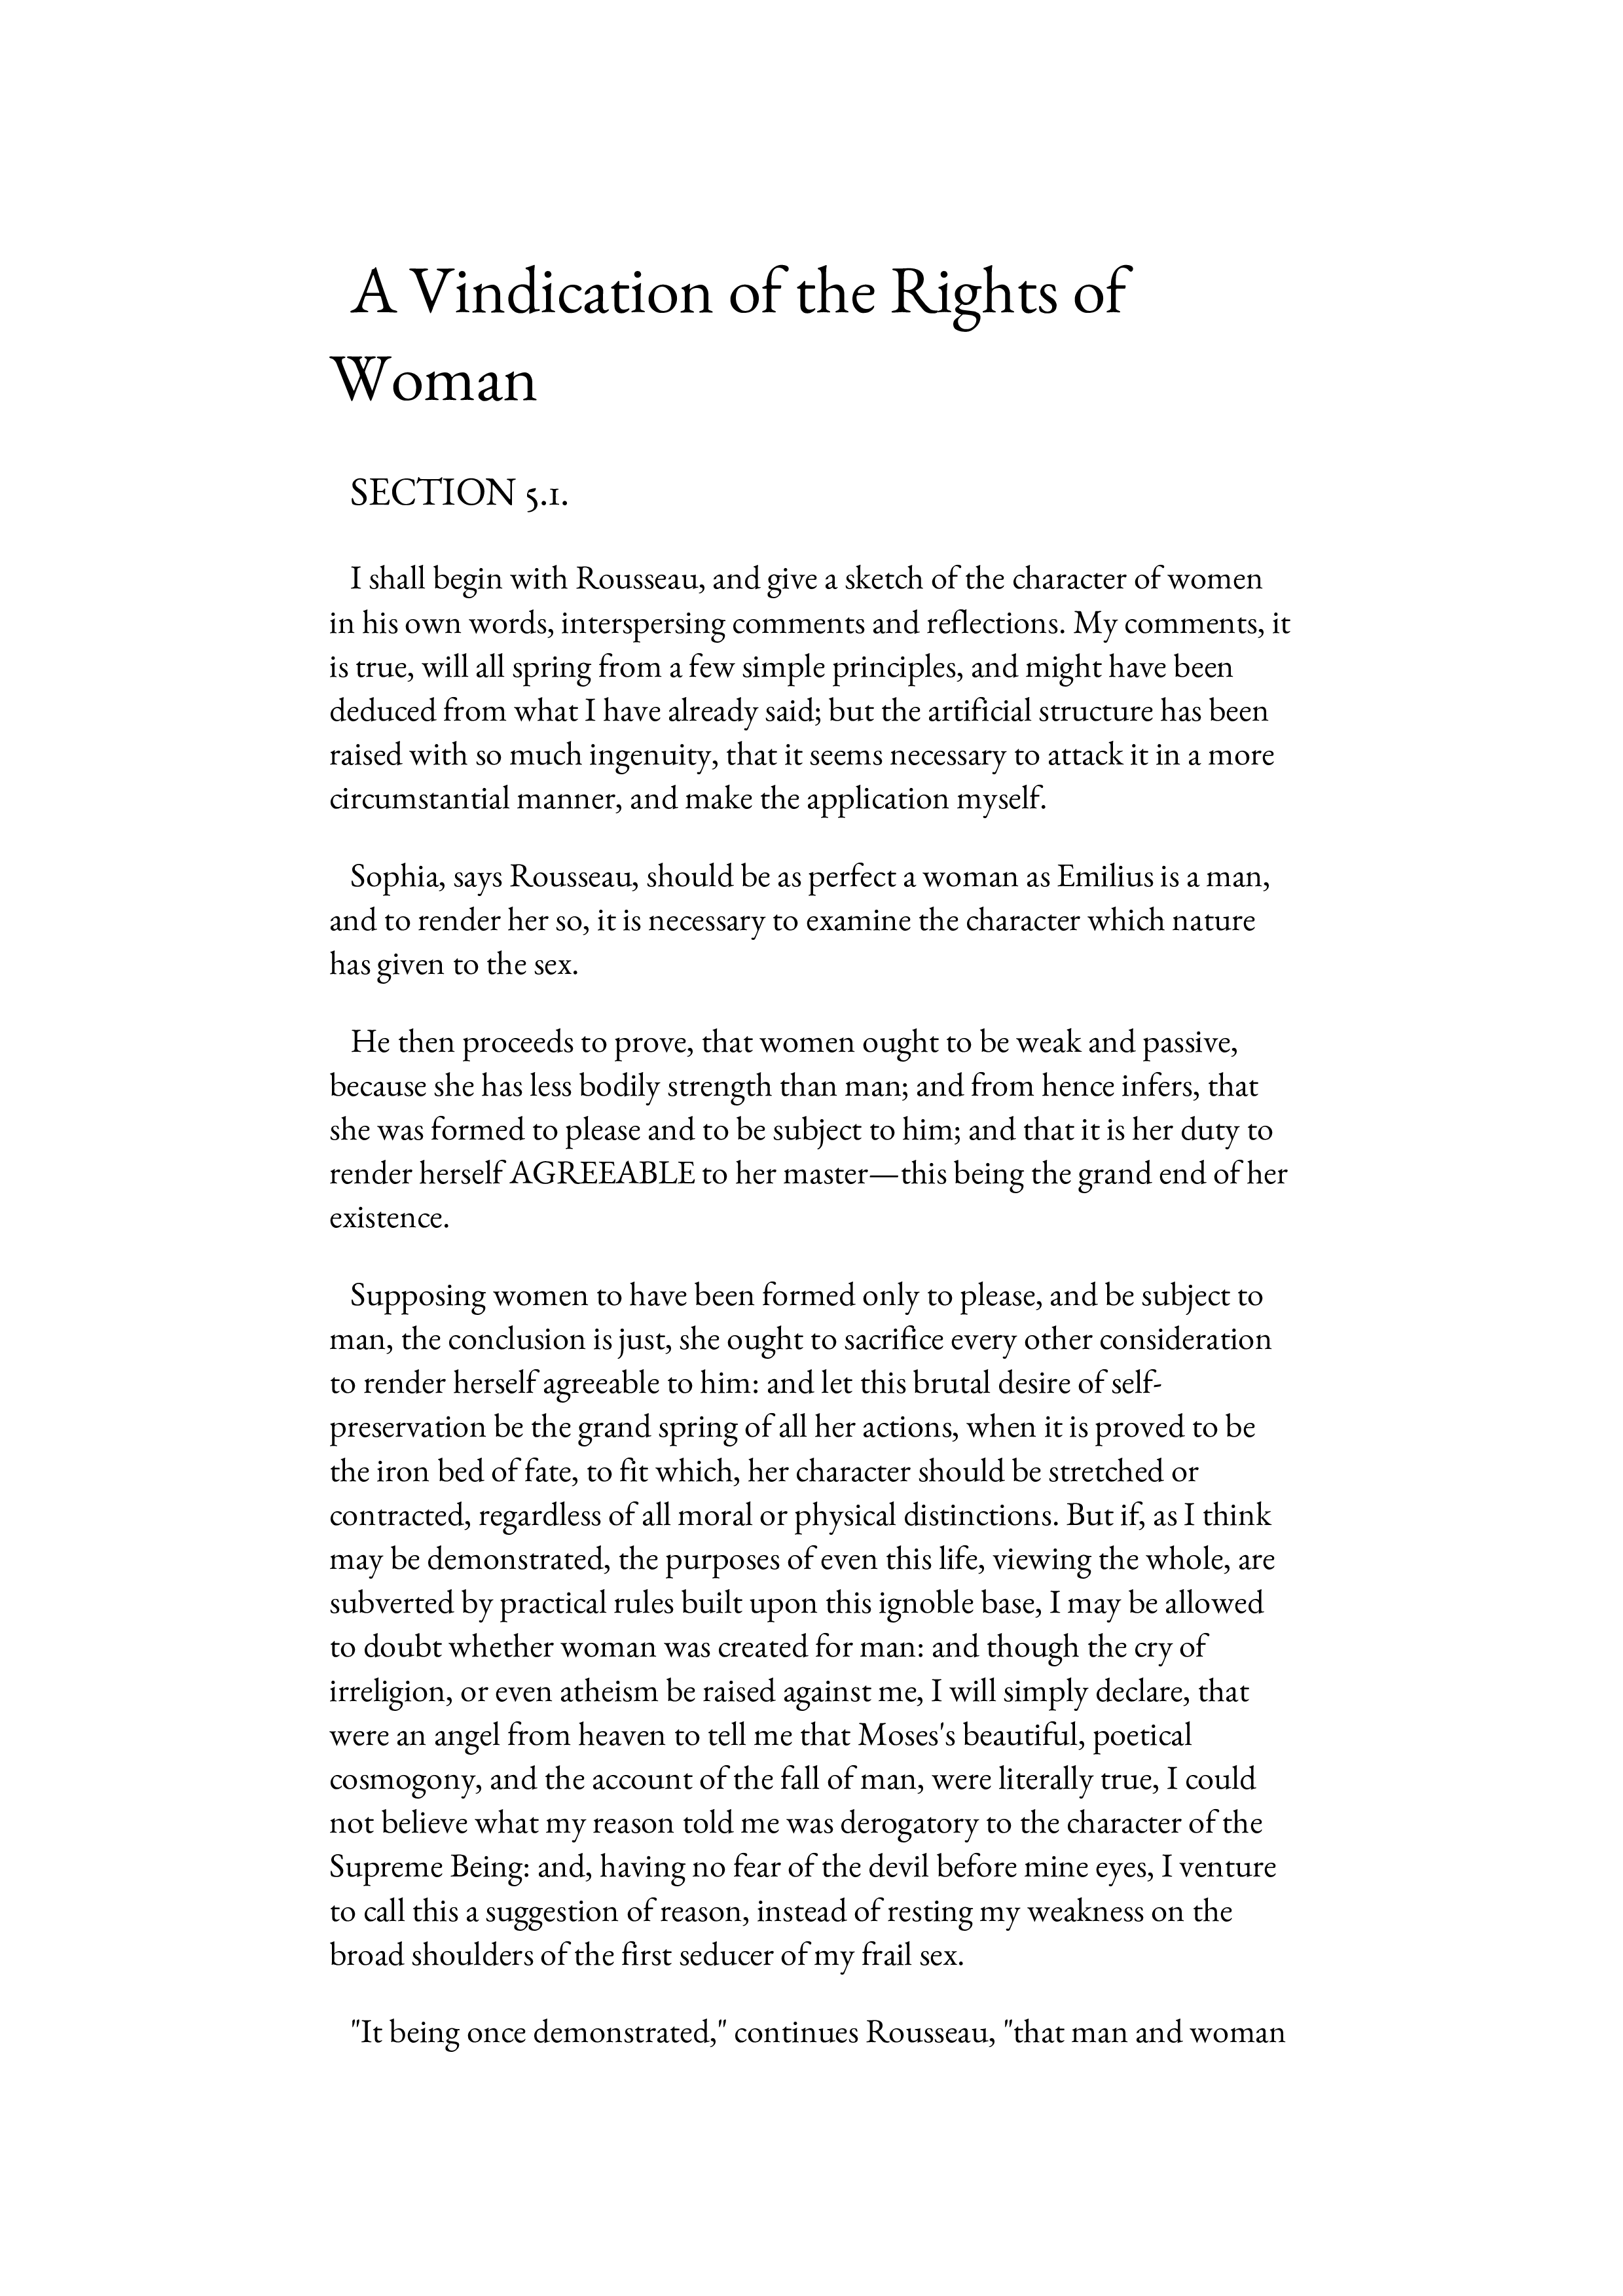 A Vindication of the Rights of
Woman
SECTION 5.1.
I shall begin with Rousseau, and give a sketch of the character of women
in his own words, interspersing comments and reflections. My comments, it
is true, will all spring from a few simple principles, and might have been
deduced from what I have already said; but the artificial structure has been
raised with so much ingenuity, that it seems necessary to attack it in a more
circumstantial manner, and make the application myself.
Sophia, says Rousseau, should be as perfect a woman as Emilius is a man,
and to render her so, it is necessary to examine the character which nature
has given to the sex.
He then proceeds to prove, that women ought to be weak and passive,
because she has less bodily strength than man; and from hence infers, that
she was formed to please and to be subject to him; and that it is her duty to
render herself AGREEABLE to her master—this being the grand end of her
existence.
Supposing women to have been formed only to please, and be subject to
man, the conclusion is just, she ought to sacrifice every other consideration
to render herself agreeable to him: and let this brutal desire of self-
preservation be the grand spring of all her actions, when it is proved to be
the iron bed of fate, to fit which, her character should be stretched or
contracted, regardless of all moral or physical distinctions. But if, as I think
may be demonstrated, the purposes of even this life, viewing the whole, are
subverted by practical rules built upon this ignoble base, I may be allowed
to doubt whether woman was created for man: and though the cry of
irreligion, or even atheism be raised against me, I will simply declare, that
were an angel from heaven to tell me that Moses's beautiful, poetical
cosmogony, and the account of the fall of man, were literally true, I could
not believe what my reason told me was derogatory to the character of the
Supreme Being: and, having no fear of the devil before mine eyes, I venture
to call this a suggestion of reason, instead of resting my weakness on the
broad shoulders of the first seducer of my frail sex.
"It being once demonstrated," continues Rousseau, "that man and woman